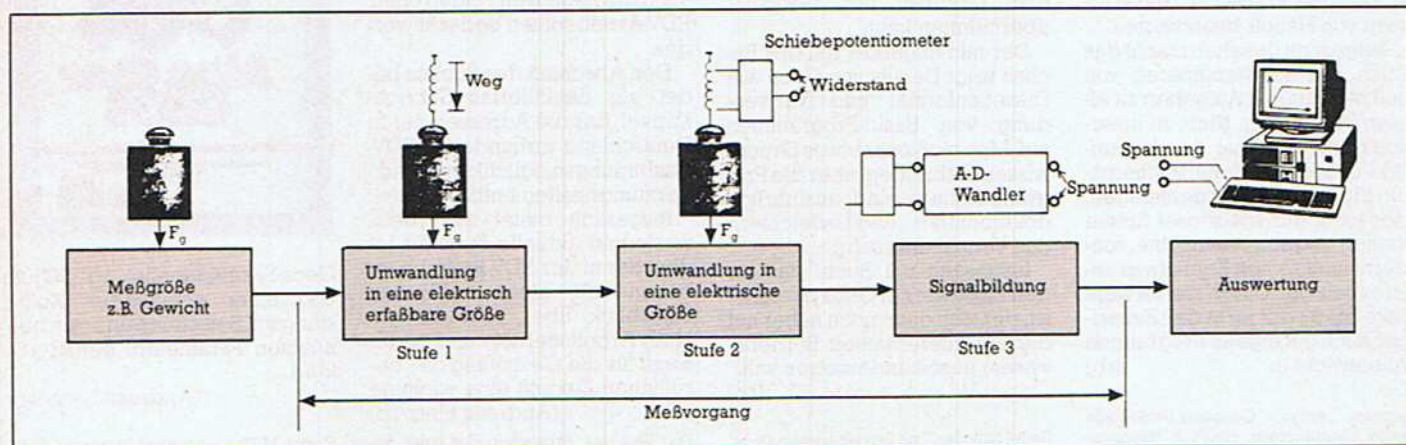 Schiebepotentiometer
Weg
Widerstand
Spannung
A-D-
Wandler
Spannung
F_g
F_g
F_g
Meßgröße
z.B. Gewicht
Umwandlung
in eine elektrisch
erfaßbare Größe
Umwandlung in
eine elektrische
Größe
Signalbildung
Auswertung
Stufe 1
Stufe 2
Stufe 3
Meßvorgang